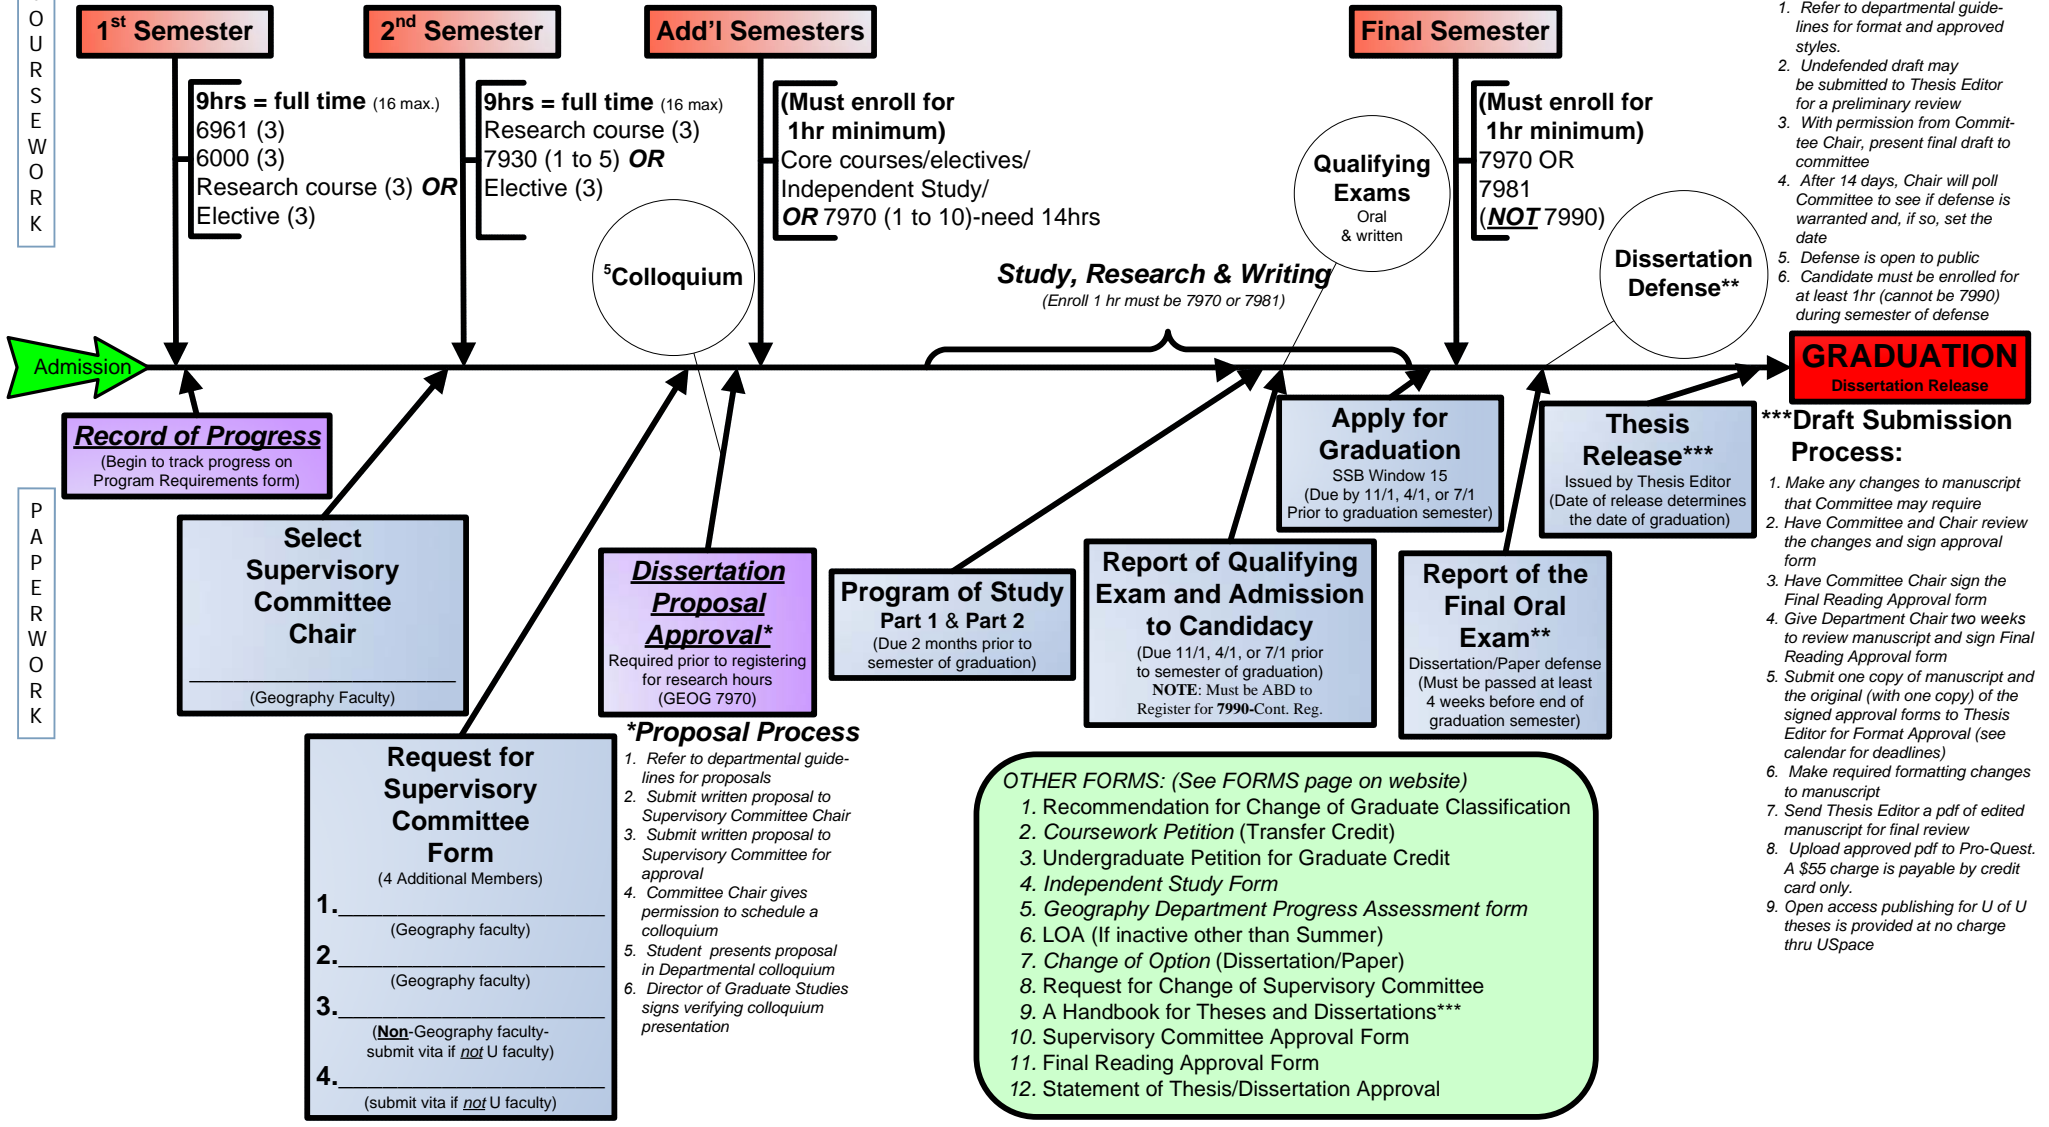 O
U
R
S
E
W
O
R
K
1st Semester
9hrs = full time (16 max.)
6961 (3)
6000 (3)
Research course (3) OR
Elective (3)
2nd Semester
9hrs = full time (16 max)
Research course (3)
7930 (1 to 5) OR
Elective (3)
5Colloquium
Add’l Semesters
(Must enroll for
1hr minimum)
Core courses/electives/
Independent Study/
OR 7970 (1 to 10)-need 14hrs
Study, Research & Writing
(Enroll 1 hr must be 7970 or 7981)
Qualifying
Exams
Oral
& written
Final Semester
(Must enroll for
1hr minimum)
7970 OR
7981
(NOT 7990)
Dissertation
Defense**
1. Refer to departmental guide-
lines for format and approved
styles.
2. Undefended draft may
be submitted to Thesis Editor
for a preliminary review
3. With permission from Commit-
tee Chair, present final draft to
committee
4. After 14 days, Chair will poll
Committee to see if defense is
warranted and, if so, set the
date
5. Defense is open to public
6. Candidate must be enrolled for
at least 1hr (cannot be 7990)
during semester of defense
Admission
GRADUATION
Dissertation Release
P
A
P
E
R
W
O
R
K
Record of Progress
(Begin to track progress on
Program Requirements form)
Select
Supervisory
Committee
Chair
(Geography Faculty)
Request for
Supervisory
Committee
Form
(4 Additional Members)
1.
(Geography faculty)
2.
(Geography faculty)
3.
(Non-Geography faculty-
submit vita if not U faculty)
4.
(submit vita if not U faculty)
Dissertation
Proposal
Approval*
Required prior to registering
for research hours
(GEOG 7970)
*Proposal Process
1. Refer to departmental guide-
lines for proposals
2. Submit written proposal to
Supervisory Committee Chair
3. Submit written proposal to
Supervisory Committee for
approval
4. Committee Chair gives
permission to schedule a
colloquium
5. Student presents proposal
in Departmental colloquium
6. Director of Graduate Studies
signs verifying colloquium
presentation
Program of Study
Part 1 & Part 2
(Due 2 months prior to
semester of graduation)
Report of Qualifying
Exam and Admission
to Candidacy
(Due 11/1, 4/1, or 7/1 prior
to semester of graduation)
NOTE: Must be ABD to
Register for 7990-Cont. Reg.
Apply for
Graduation
SSB Window 15
(Due by 11/1, 4/1, or 7/1
Prior to graduation semester)
Report of the
Final Oral
Exam**
Dissertation/Paper defense
(Must be passed at least
4 weeks before end of
graduation semester)
Thesis
Release***
Issued by Thesis Editor
(Date of release determines
the date of graduation)
OTHER FORMS: (See FORMS page on website)
1. Recommendation for Change of Graduate Classification
2. Coursework Petition (Transfer Credit)
3. Undergraduate Petition for Graduate Credit
4. Independent Study Form
5. Geography Department Progress Assessment form
6. LOA (If inactive other than Summer)
7. Change of Option (Dissertation/Paper)
8. Request for Change of Supervisory Committee
9. A Handbook for Theses and Dissertations***
10. Supervisory Committee Approval Form
11. Final Reading Approval Form
12. Statement of Thesis/Dissertation Approval
***Draft Submission
Process:
1. Make any changes to manuscript
that Committee may require
2. Have Committee and Chair review
the changes and sign approval
form
3. Have Committee Chair sign the
Final Reading Approval form
4. Give Department Chair two weeks
to review manuscript and sign Final
Reading Approval form
5. Submit one copy of manuscript and
the original (with one copy) of the
signed approval forms to Thesis
Editor for Format Approval (see
calendar for deadlines)
6. Make required formatting changes
to manuscript
7. Send Thesis Editor a pdf of edited
manuscript for final review
8. Upload approved pdf to Pro-Quest.
A $55 charge is payable by credit
card only.
9. Open access publishing for U of U
theses is provided at no charge
thru USpace